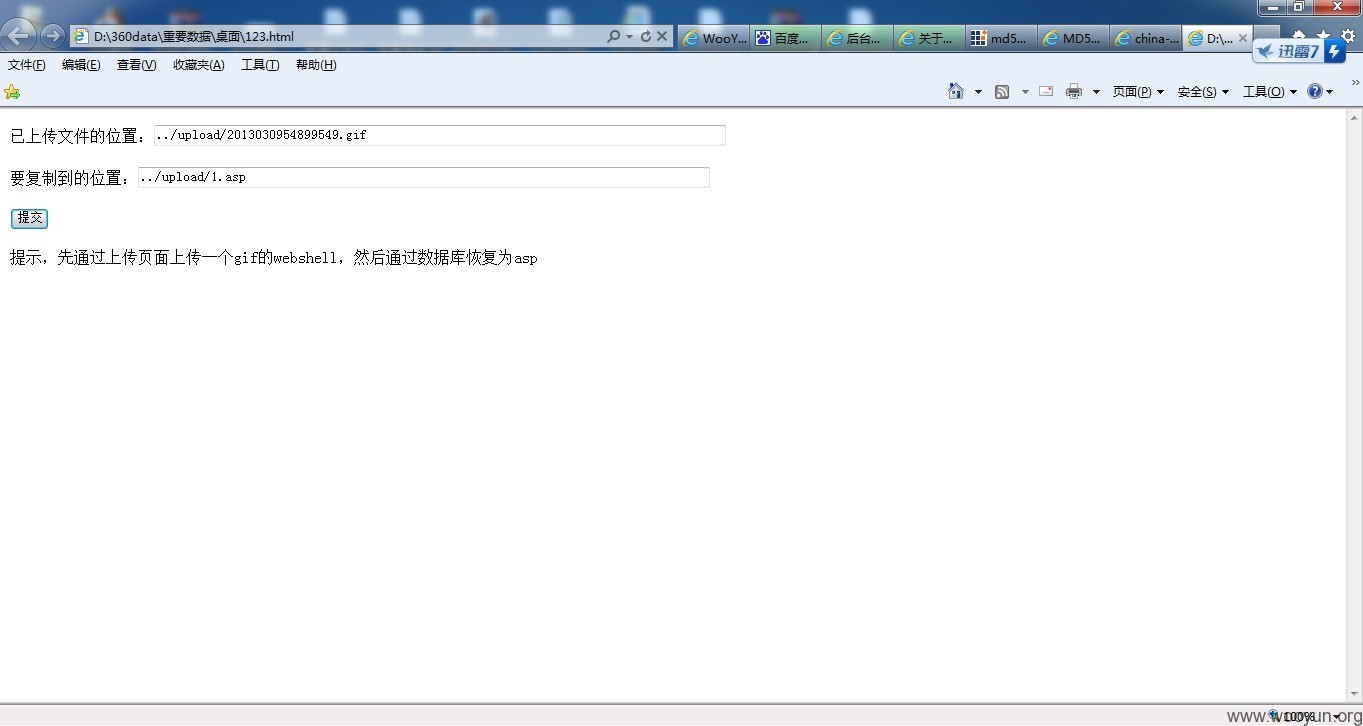 D:\360data\重要数据\桌面\123.html
WooY...
百度...
后台...
关于...
md5...
MD5...
china-...
D:\...
迅雷7
文件(F) 编辑(E) 查看(V) 收藏夹(A) 工具(T) 帮助(H)
页面(P) 安全(S) 工具(O)
已上传文件的位置：../upload/2013030954899549.gif
要复制到的位置：../upload/1.asp
提交
提示，先通过上传页面上传一个gif的webshell，然后通过数据库恢复为asp
100%
www.wooyun.org